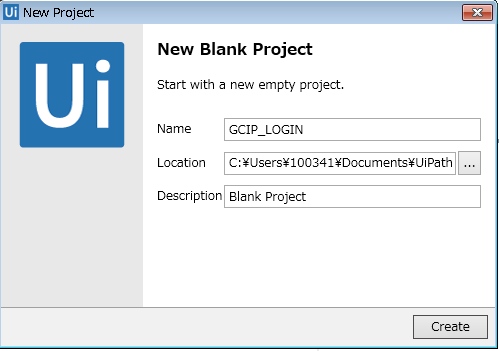 Ui New Project
Ui
New Blank Project
Start with a new empty project.
Name GCIP_LOGIN
Location C:¥Users¥100341¥Documents¥UiPath ...
Description Blank Project
Create